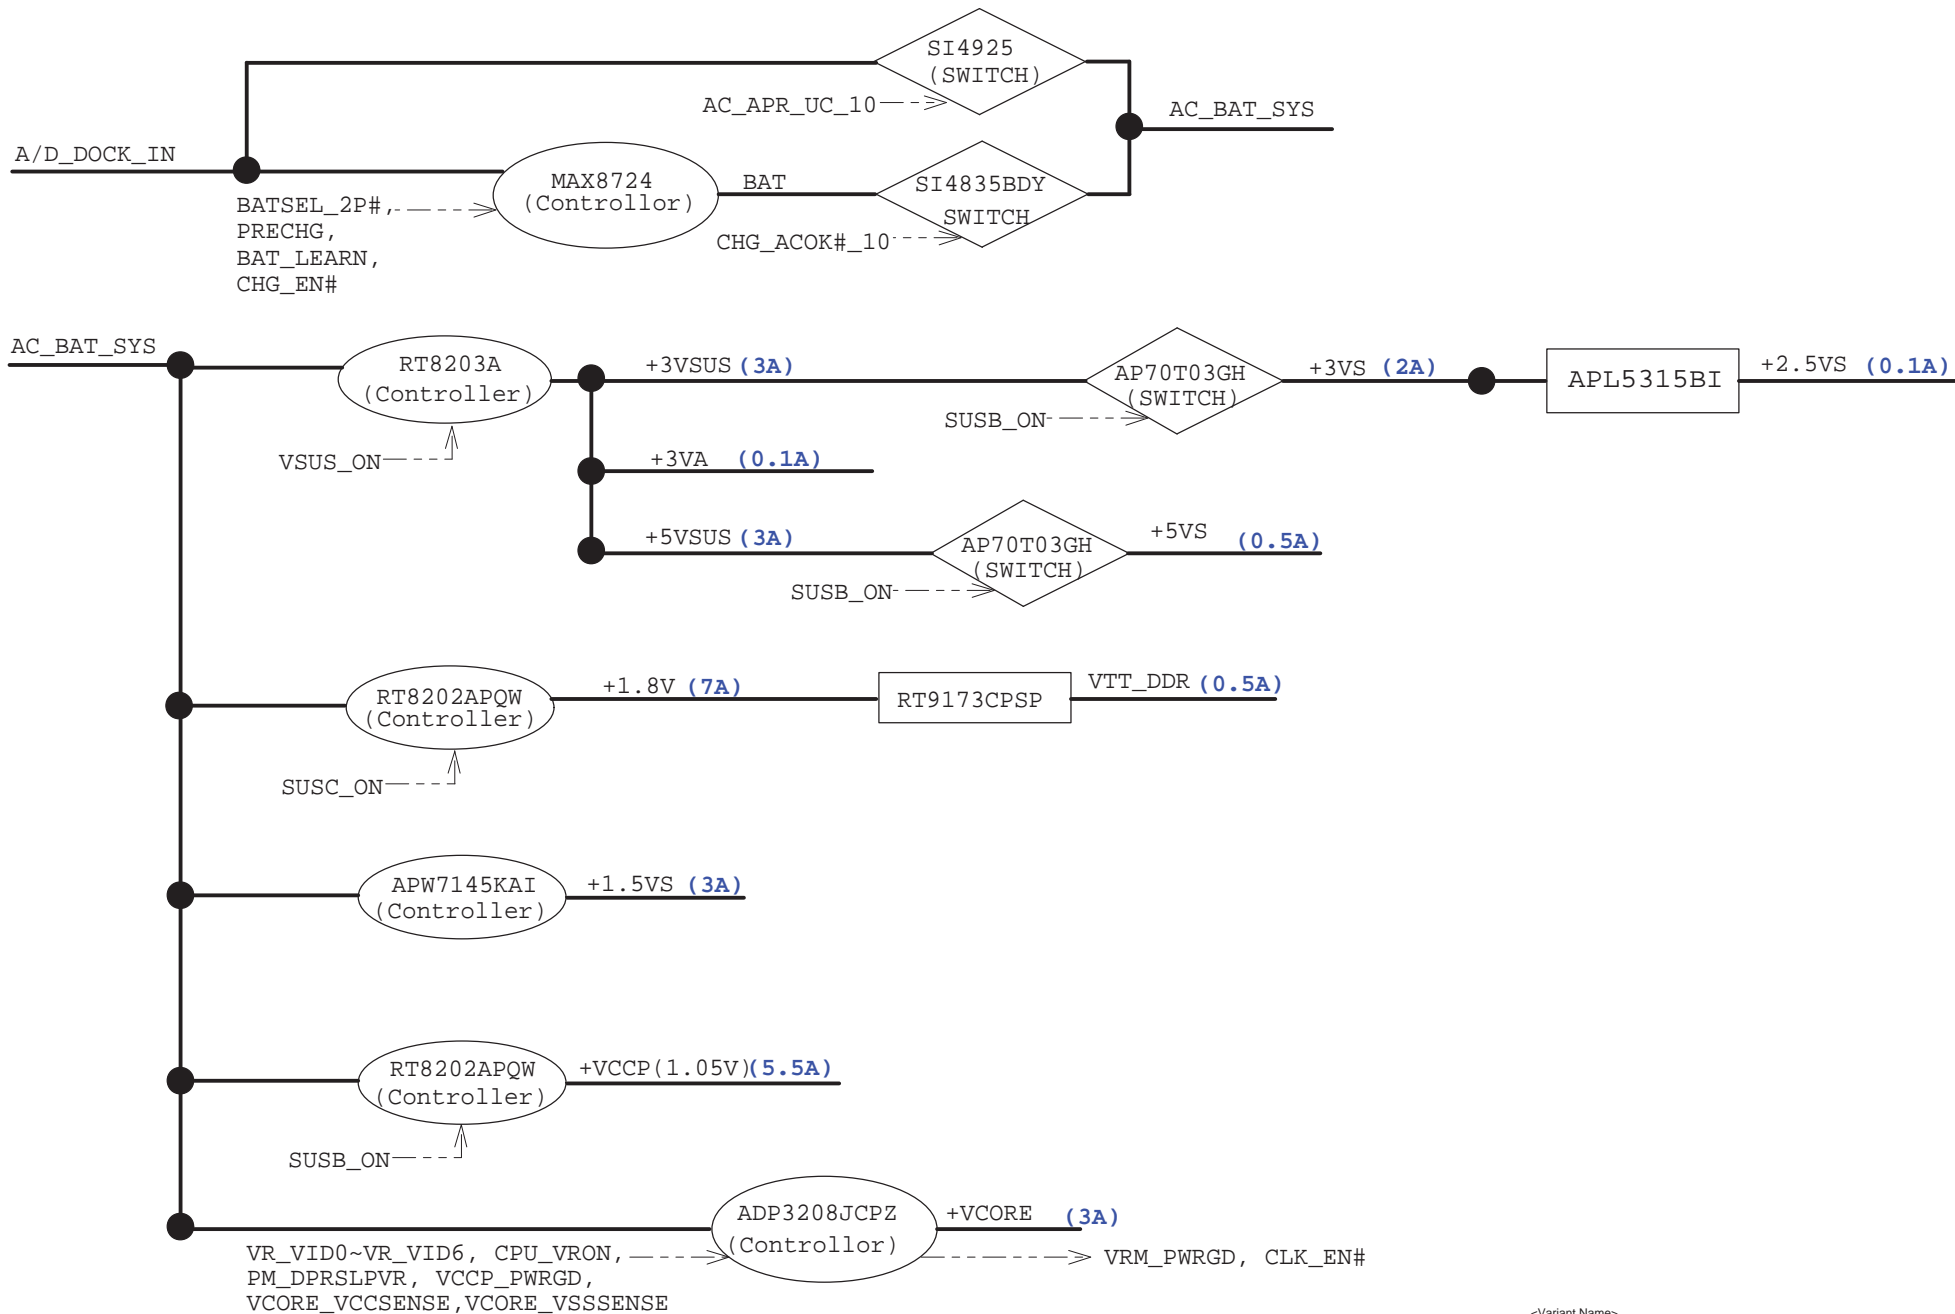 SI4925
(SWITCH)
AC_APR_UC_10
AC_BAT_SYS
A/D_DOCK_IN
MAX8724
(Controllor)
BAT
SI4835BDY
SWITCH
BATSEL_2P#,
PRECHG,
BAT_LEARN,
CHG_EN#
CHG_ACOK#_10
AC_BAT_SYS
RT8203A
(Controller)
VSUS_ON
+3VSUS (3A)
AP70T03GH
(SWITCH)
SUSB_ON
+3VS (2A)
APL5315BI
+2.5VS (0.1A)
+3VA (0.1A)
+5VSUS (3A)
AP70T03GH
(SWITCH)
SUSB_ON
+5VS (0.5A)
RT8202APQW
(Controller)
SUSC_ON
+1.8V (7A)
RT9173CPSP
VTT_DDR (0.5A)
APW7145KAI
(Controller)
+1.5VS (3A)
RT8202APQW
(Controller)
SUSB_ON
+VCCP(1.05V)(5.5A)
ADP3208JCPZ
(Controllor)
+VCORE (3A)
VR_VID0~VR_VID6, CPU_VRON,
PM_DPRSLPVR, VCCP_PWRGD,
VCORE_VCCSENSE,VCORE_VSSSENSE
VRM_PWRGD, CLK_EN#
<Variant Name>